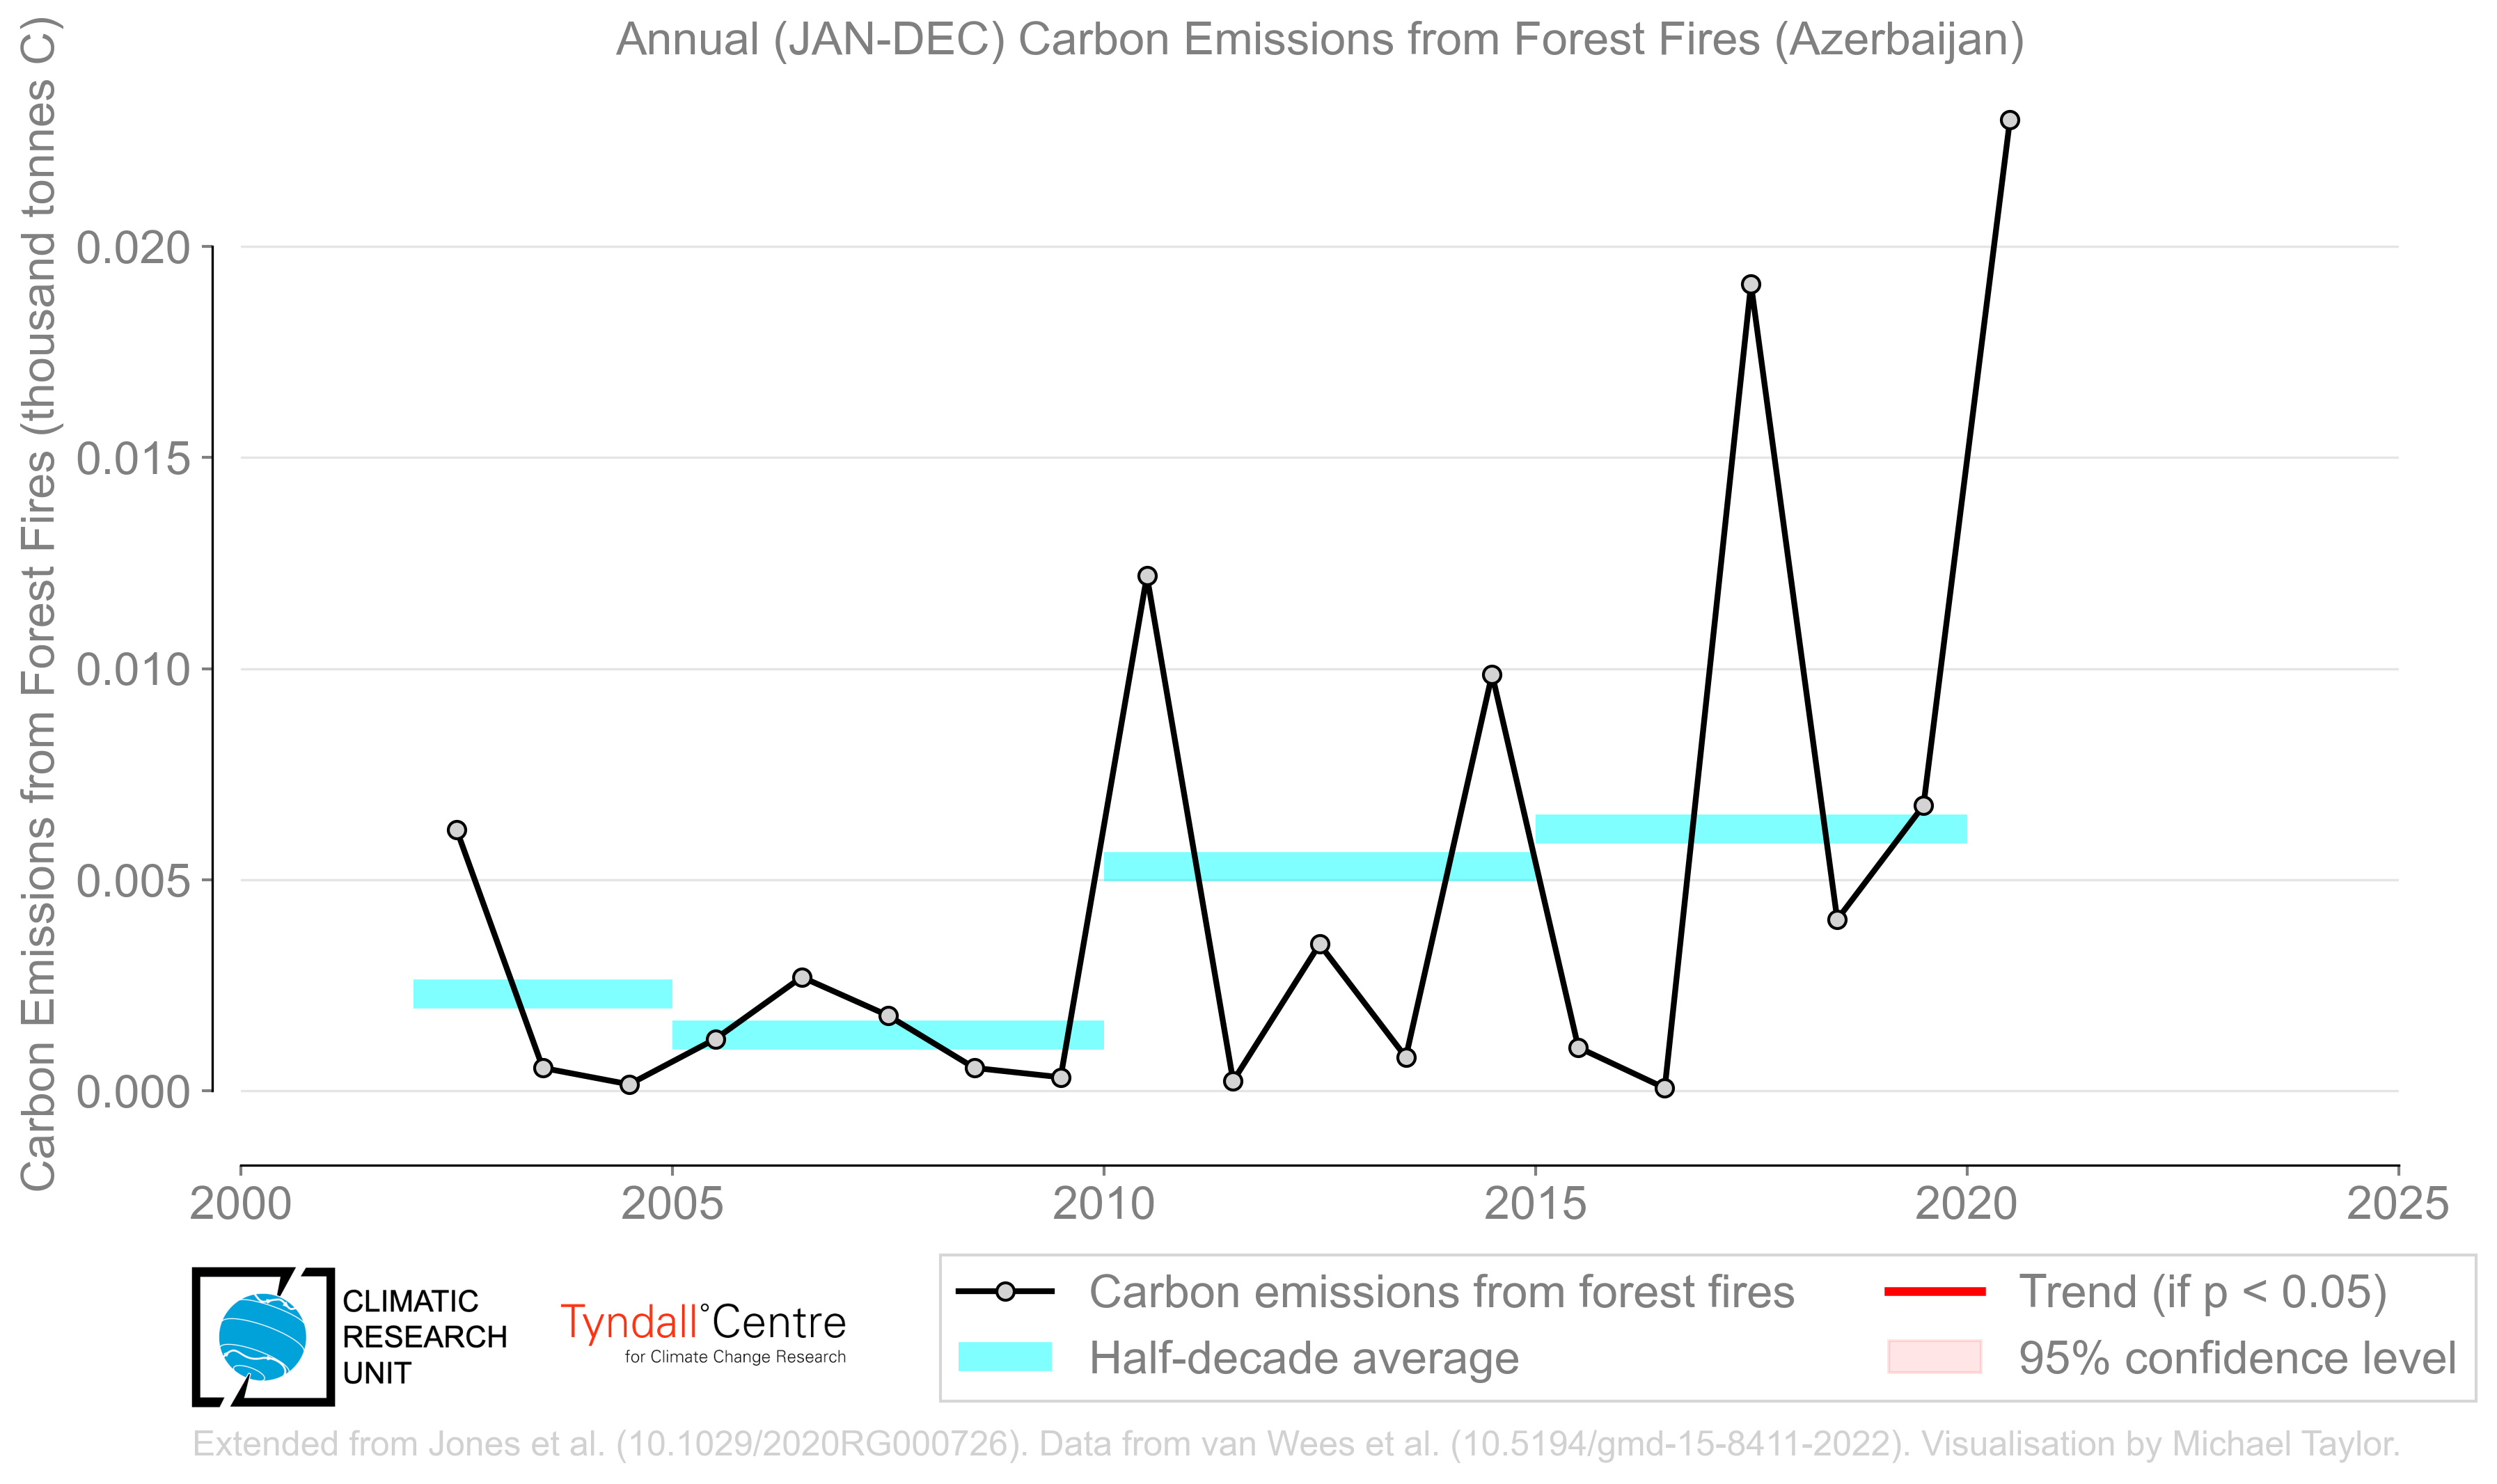 Annual (JAN-DEC) Carbon Emissions from Forest Fires (Azerbaijan)
Carbon Emissions from Forest Fires (thousand tonnes C)
0.020
0.015
0.010
0.005
0.000
2000
2005
2010
2015
2020
2025
CLIMATIC
RESEARCH
UNIT
Tyndall°Centre
for Climate Change Research
Carbon emissions from forest fires
Half-decade average
Trend (if p < 0.05)
95% confidence level
Extended from Jones et al. (10.1029/2020RG000726). Data from van Wees et al. (10.5194/gmd-15-8411-2022). Visualisation by Michael Taylor.